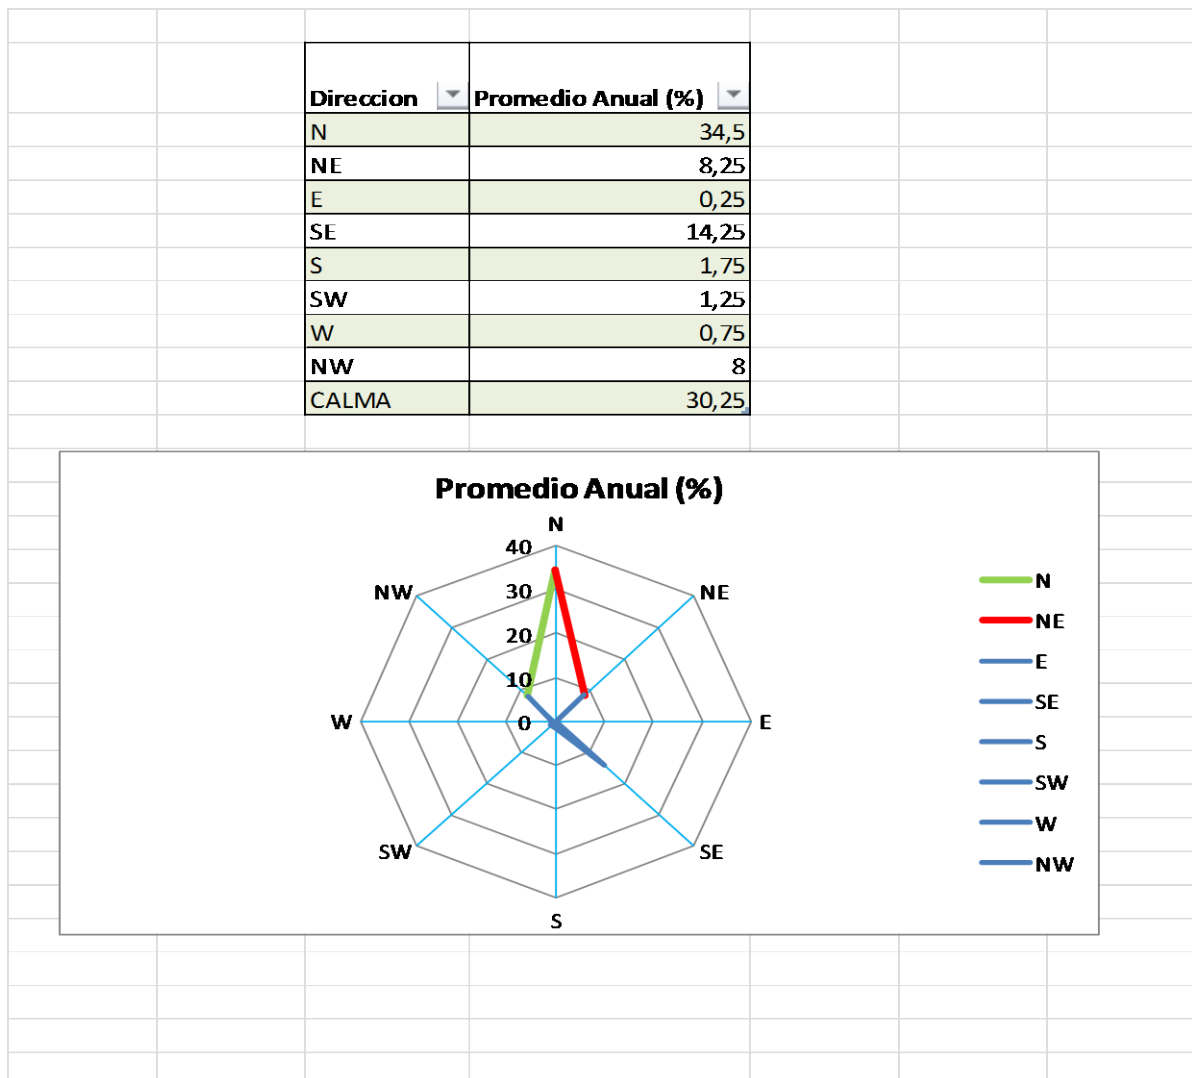 Direccion Promedio Anual (%)
N 34,5
NE 8,25
E 0,25
SE 14,25
S 1,75
SW 1,25
W 0,75
NW 8
CALMA 30,25
Promedio Anual (%)
N
40
NW
30
NE
20
10
W
0
E
SW
SE
S
N
NE
E
SE
S
SW
W
NW